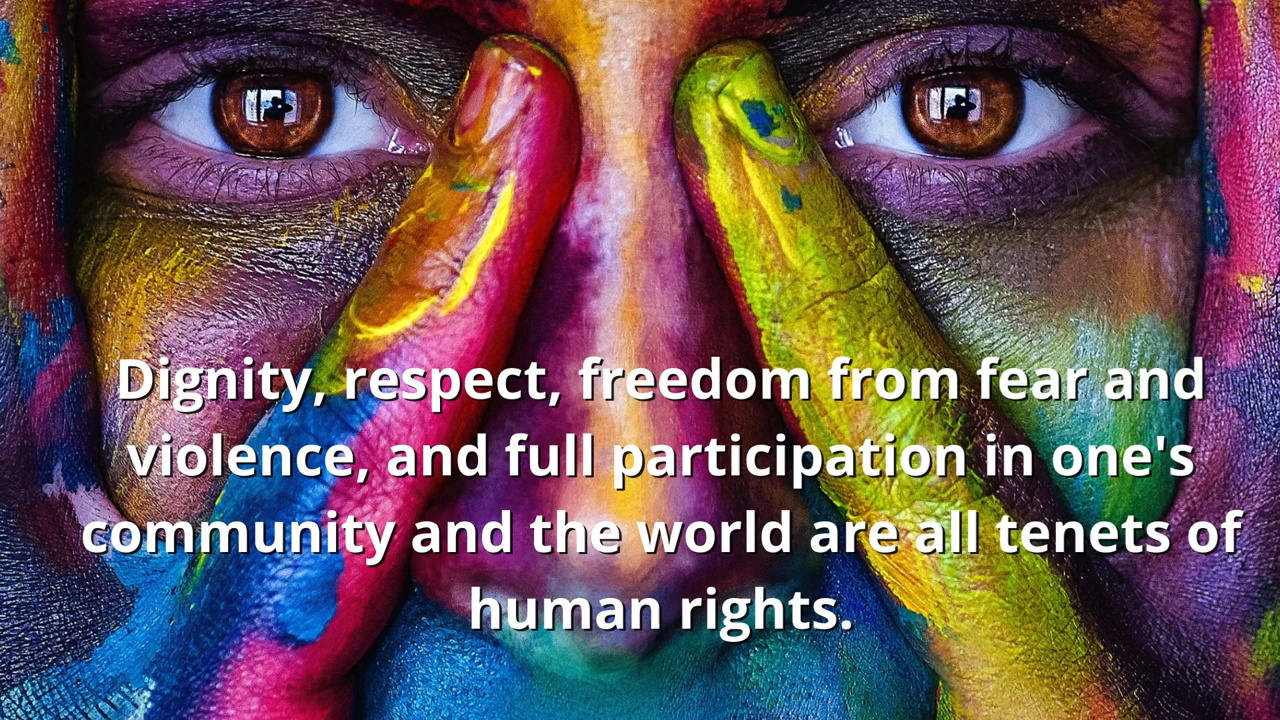 Dignity, respect, freedom from fear and
violence, and full participation in one's
community and the world are all tenets of
human rights.